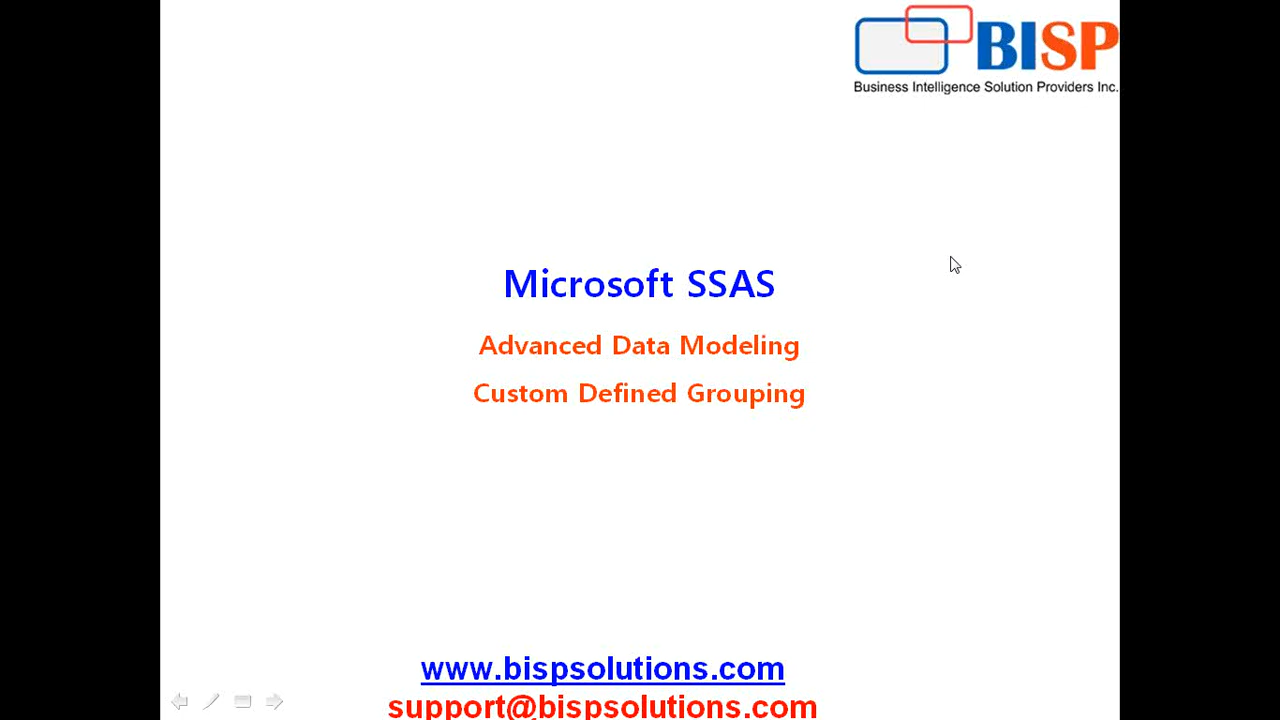 BISP
Business Intelligence Solution Providers Inc.
Microsoft SSAS
Advanced Data Modeling
Custom Defined Grouping
www.bispsolutions.com
support@bispsolutions.com